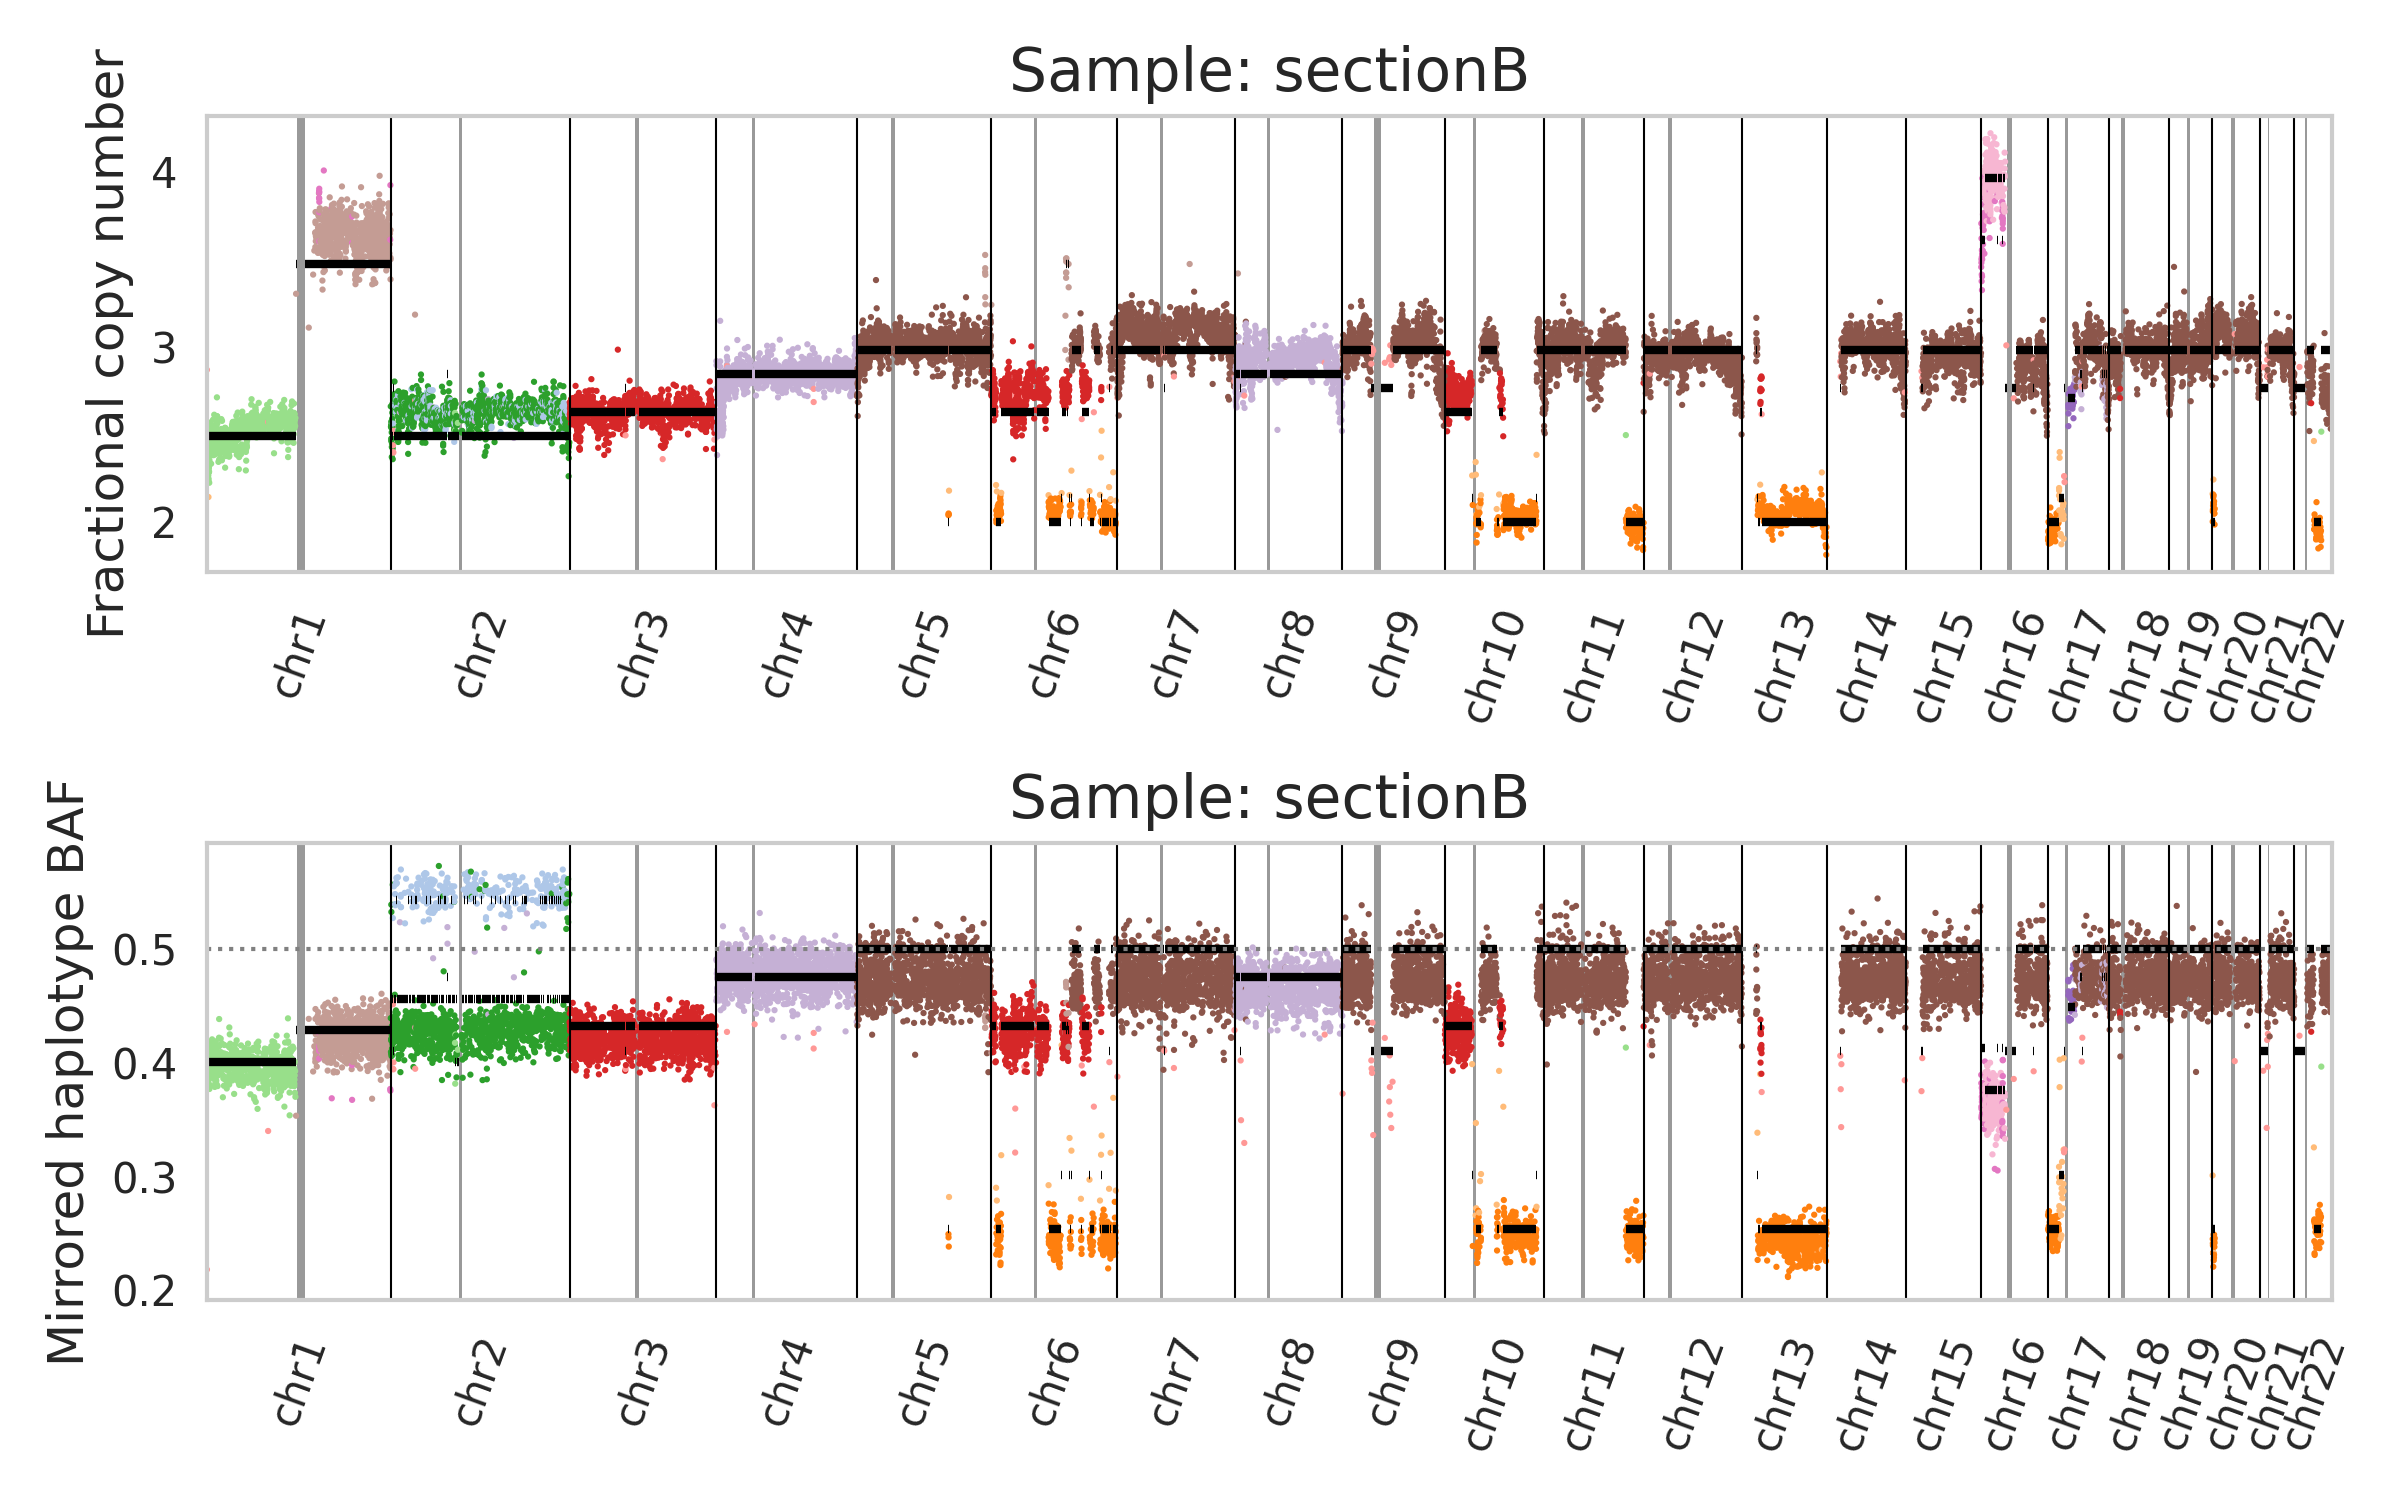 Sample: sectionB
Fractional copy number
4
3
2
chr1 chr2 chr3 chr4 chr5 chr6 chr7 chr8 chr9 chr10 chr11 chr12 chr13 chr14 chr15 chr16 chr17 chr18 chr19 chr20 chr21 chr22
Sample: sectionB
Mirrored haplotype BAF
0.5
0.4
0.3
0.2
chr1 chr2 chr3 chr4 chr5 chr6 chr7 chr8 chr9 chr10 chr11 chr12 chr13 chr14 chr15 chr16 chr17 chr18 chr19 chr20 chr21 chr22